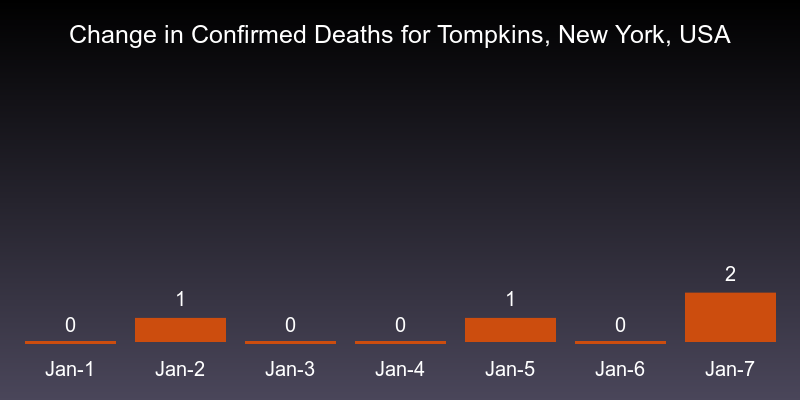 Change in Confirmed Deaths for Tompkins, New York, USA
2
1 1
0 0 0 0
Jan-1 Jan-2 Jan-3 Jan-4 Jan-5 Jan-6 Jan-7